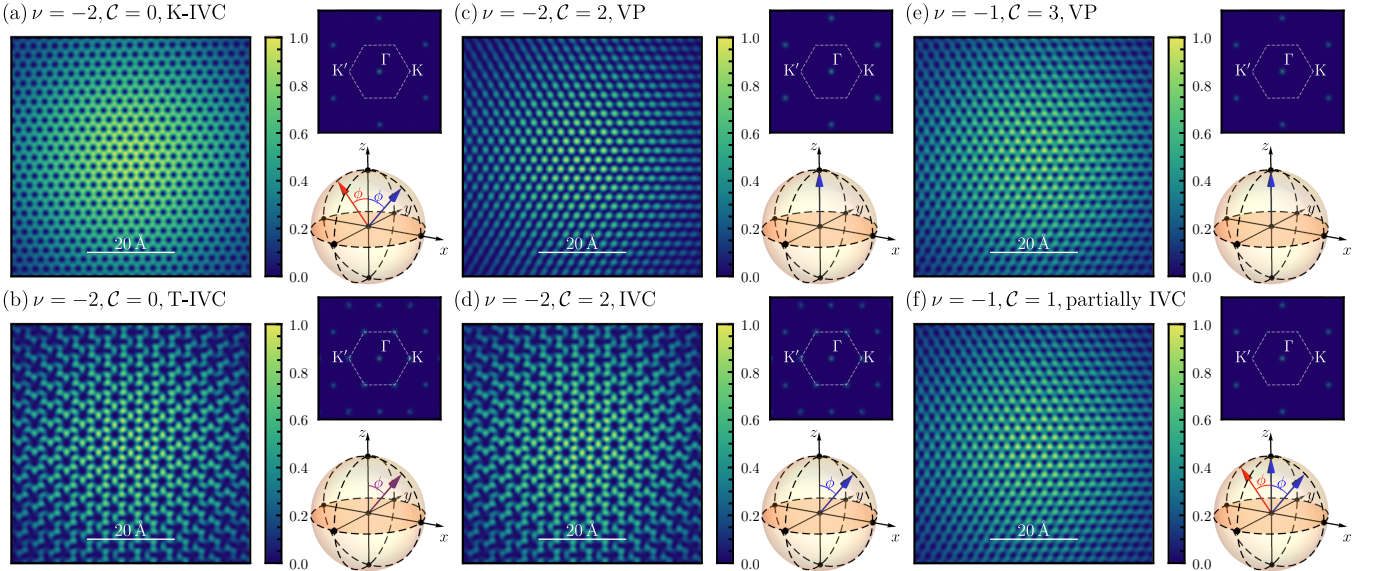 (a) ν = −2, C = 0, K-IVC
1.0
0.8
0.6
0.4
0.2
0.0
20 Å
K′
Γ
K
z
ϕ
ϕ
y
x
(c) ν = −2, C = 2, VP
1.0
0.8
0.6
0.4
0.2
0.0
20 Å
K′
Γ
K
z
y
x
(e) ν = −1, C = 3, VP
1.0
0.8
0.6
0.4
0.2
0.0
20 Å
K′
Γ
K
z
y
x
(b) ν = −2, C = 0, T-IVC
1.0
0.8
0.6
0.4
0.2
0.0
20 Å
K′
Γ
K
z
ϕ
y
x
(d) ν = −2, C = 2, IVC
1.0
0.8
0.6
0.4
0.2
0.0
20 Å
K′
Γ
K
z
ϕ
y
x
(f) ν = −1, C = 1, partially IVC
1.0
0.8
0.6
0.4
0.2
0.0
20 Å
K′
Γ
K
z
ϕ
ϕ
y
x